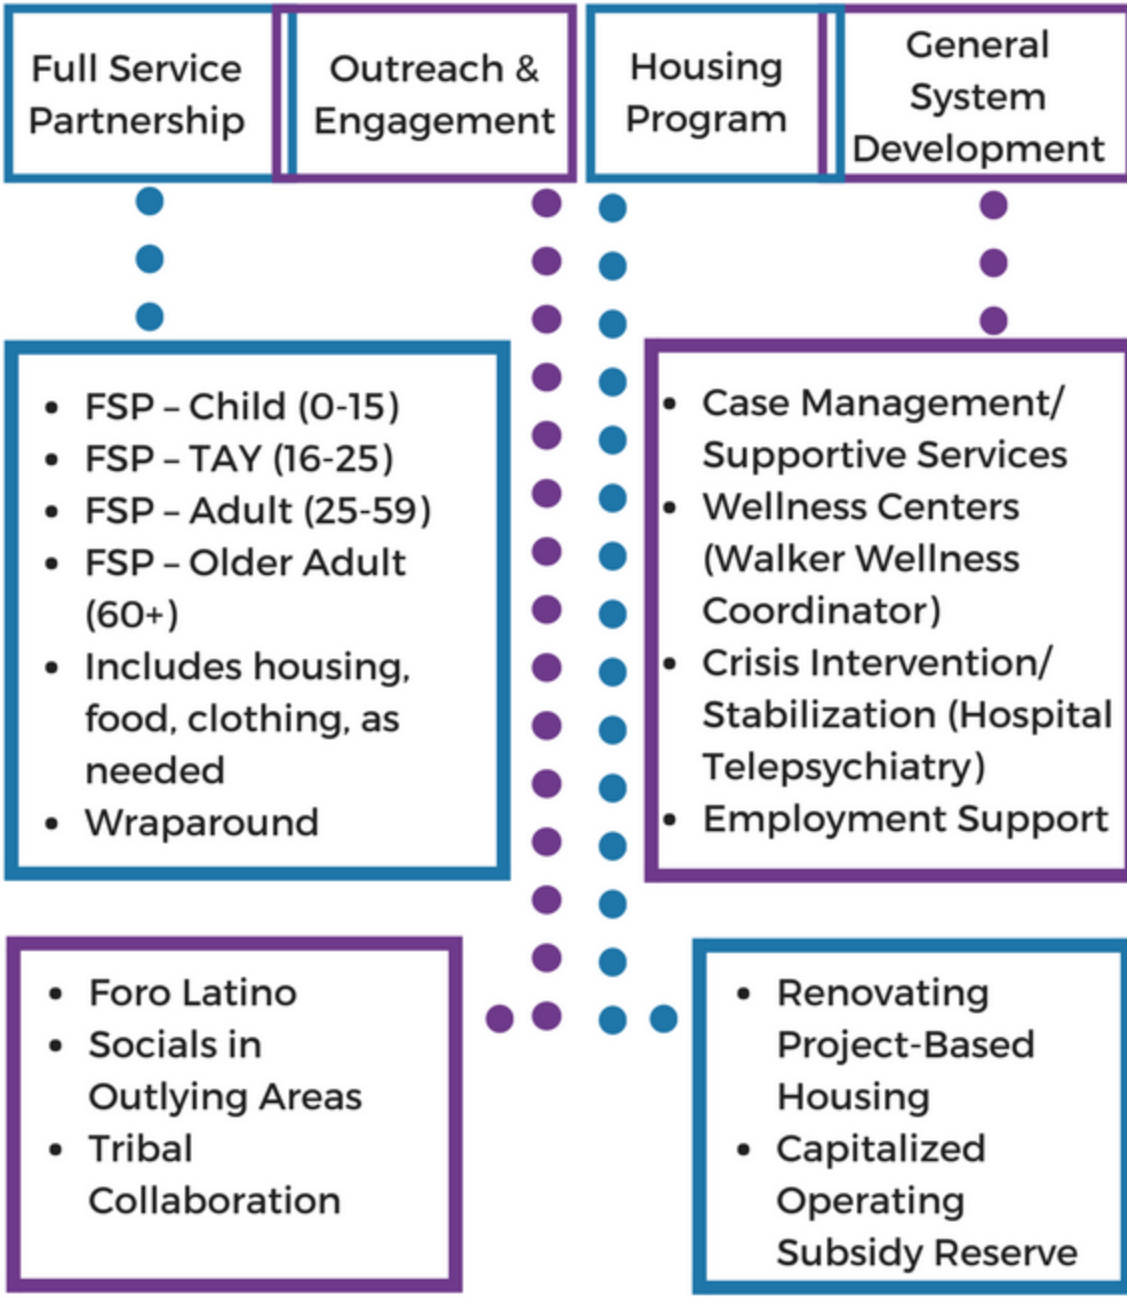 Full Service
Partnership
Outreach &
Engagement
Housing
Program
General
System
Development
• FSP – Child (0-15)
• FSP – TAY (16-25)
• FSP – Adult (25-59)
• FSP – Older Adult
(60+)
• Includes housing,
food, clothing, as
needed
• Wraparound
• Case Management/
Supportive Services
• Wellness Centers
(Walker Wellness
Coordinator)
• Crisis Intervention/
Stabilization (Hospital
Telepsychiatry)
• Employment Support
• Foro Latino
• Socials in
Outlying Areas
• Tribal
Collaboration
• Renovating
Project-Based
Housing
• Capitalized
Operating
Subsidy Reserve